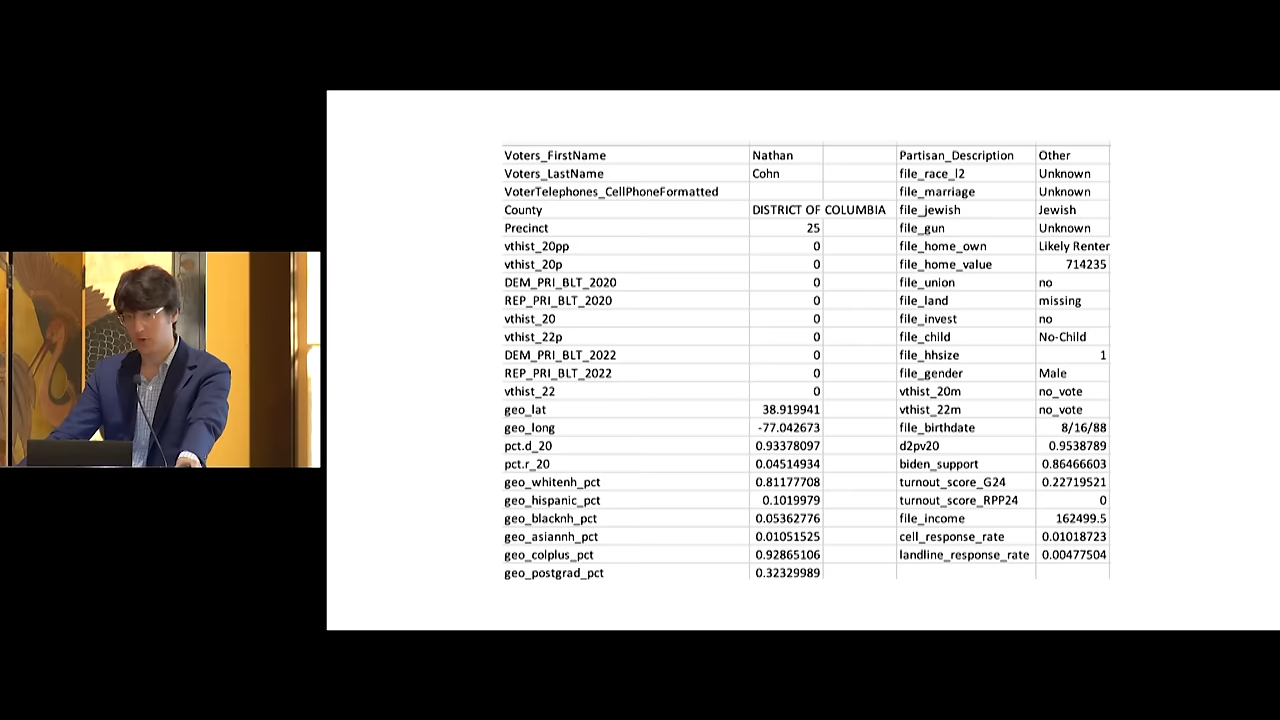 Voters_FirstName Nathan Partisan_Description Other
Voters_LastName Cohn file_race_l2 Unknown
VoterTelephones_CellPhoneFormatted file_marriage Unknown
County DISTRICT OF COLUMBIA file_jewish Jewish
Precinct 25 file_gun Unknown
vthist_20pp 0 file_home_own Likely Renter
vthist_20p 0 file_home_value 714235
DEM_PRI_BLT_2020 0 file_union no
REP_PRI_BLT_2020 0 file_land missing
vthist_20 0 file_invest no
vthist_22p 0 file_child No-Child
DEM_PRI_BLT_2022 0 file_hhsize 1
REP_PRI_BLT_2022 0 file_gender Male
vthist_22 0 vthist_20m no_vote
geo_lat 38.919941 vthist_22m no_vote
geo_long -77.042673 file_birthdate 8/16/88
pct.d_20 0.93378097 d2pv20 0.9538789
pct.r_20 0.04514934 biden_support 0.86466603
geo_whitenh_pct 0.81177708 turnout_score_G24 0.22719521
geo_hispanic_pct 0.1019979 turnout_score_RPP24 0
geo_blacknh_pct 0.05362776 file_income 162499.5
geo_asiannh_pct 0.01051525 cell_response_rate 0.01018723
geo_colplus_pct 0.92865106 landline_response_rate 0.00477504
geo_postgrad_pct 0.32329989